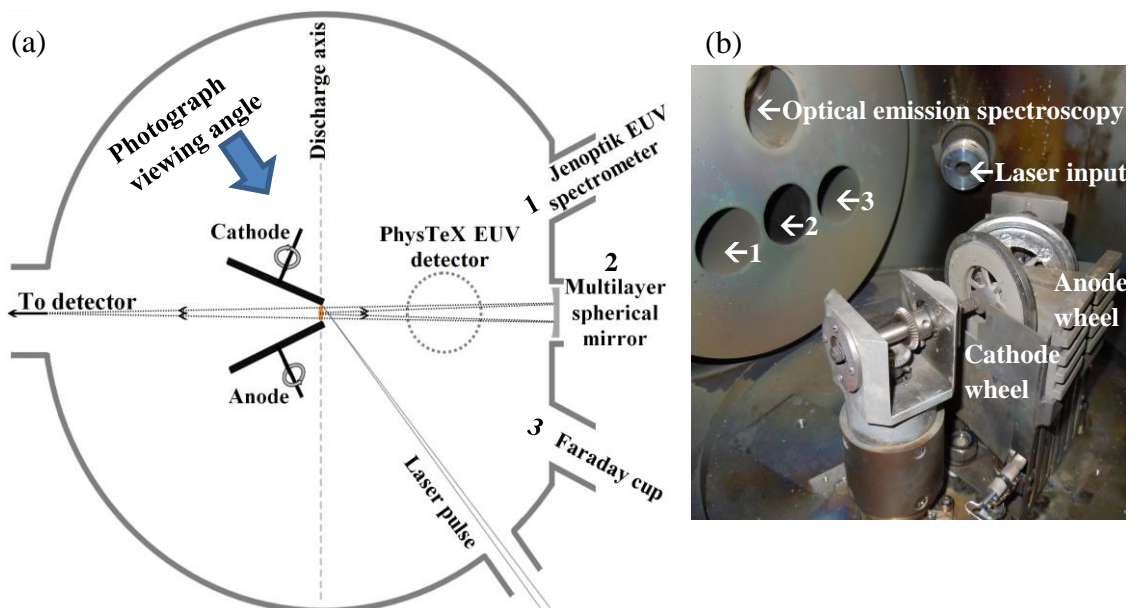 (a)
Discharge axis
Photograph
viewing angle
Cathode
To detector
Anode
PhysTeX EUV
detector
1
Jenoptik EUV
spectrometer
2
Multilayer
spherical
mirror
3
Faraday cup
Laser pulse
(b)
←Optical emission spectroscopy
←Laser input
←3
←2
←1
Anode
wheel
Cathode
wheel